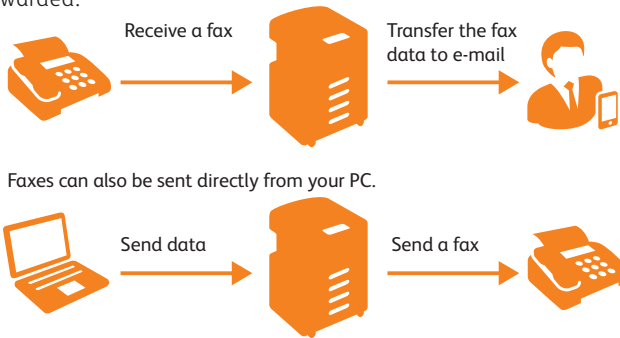 warded.
Receive a fax
Transfer the fax
data to e-mail
Faxes can also be sent directly from your PC.
Send data
Send a fax